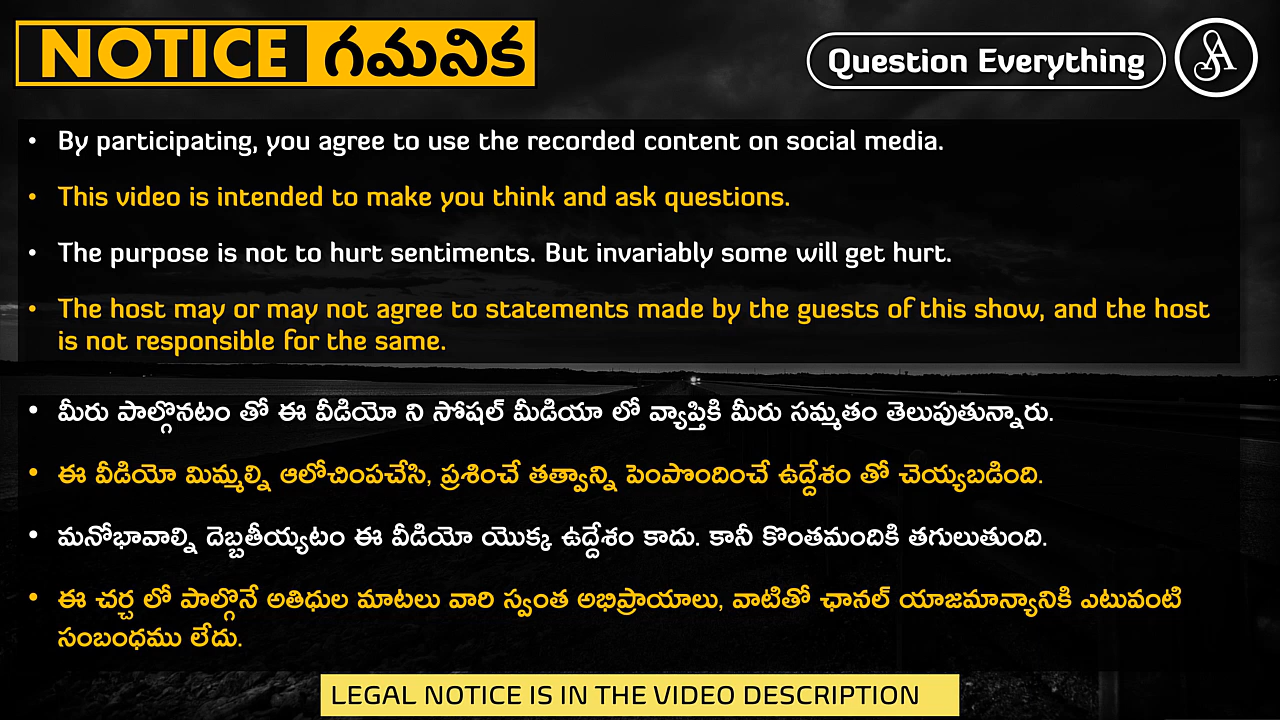 NOTICE గమనిక
Question Everything
SA
• By participating, you agree to use the recorded content on social media.
• This video is intended to make you think and ask questions.
• The purpose is not to hurt sentiments. But invariably some will get hurt.
• The host may or may not agree to statements made by the guests of this show, and the host
is not responsible for the same.
• మీరు పాల్గొనటం తో ఈ వీడియో ని సోషల్ మీడియా లో వ్యాప్తికి మీరు సమ్మతం తెలుపుతున్నారు.
• ఈ వీడియో మిమ్మల్ని ఆలోచింపచేసి, ప్రశించే తత్వాన్ని పెంపొందించే ఉద్దేశం తో చెయ్యబడింది.
• మనోభావాల్ని దెబ్బతీయ్యటం ఈ వీడియో యొక్క ఉద్దేశం కాదు. కానీ కొంతమందికి తగులుతుంది.
• ఈ చర్చ లో పాల్గొనే అతిధుల మాటలు వారి స్వంత అభిప్రాయాలు, వాటితో ఛానల్ యాజమాన్యానికి ఎటువంటి
సంబంధము లేదు.
LEGAL NOTICE IS IN THE VIDEO DESCRIPTION